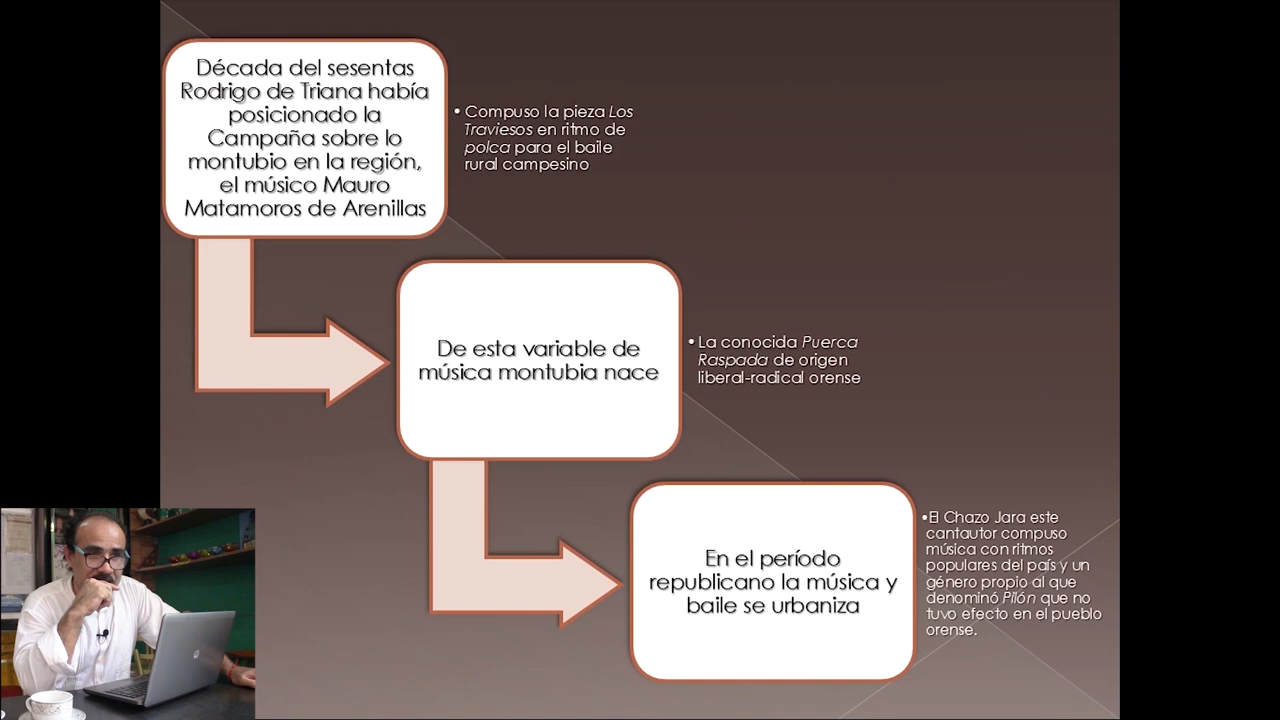 Década del sesentas
Rodrigo de Triana había
posicionado la
Campaña sobre lo
montubio en la región,
el músico Mauro
Matamoros de Arenillas
• Compuso la pieza Los
Traviesos en ritmo de
polca para el baile
rural campesino
De esta variable de
música montubia nace
• La conocida Puerca
Raspada de origen
liberal-radical orense
En el período
republicano la música y
baile se urbaniza
•El Chazo Jara este
cantautor compuso
música con ritmos
populares del país y un
género propio al que
denominó Pilón que no
tuvo efecto en el pueblo
orense.